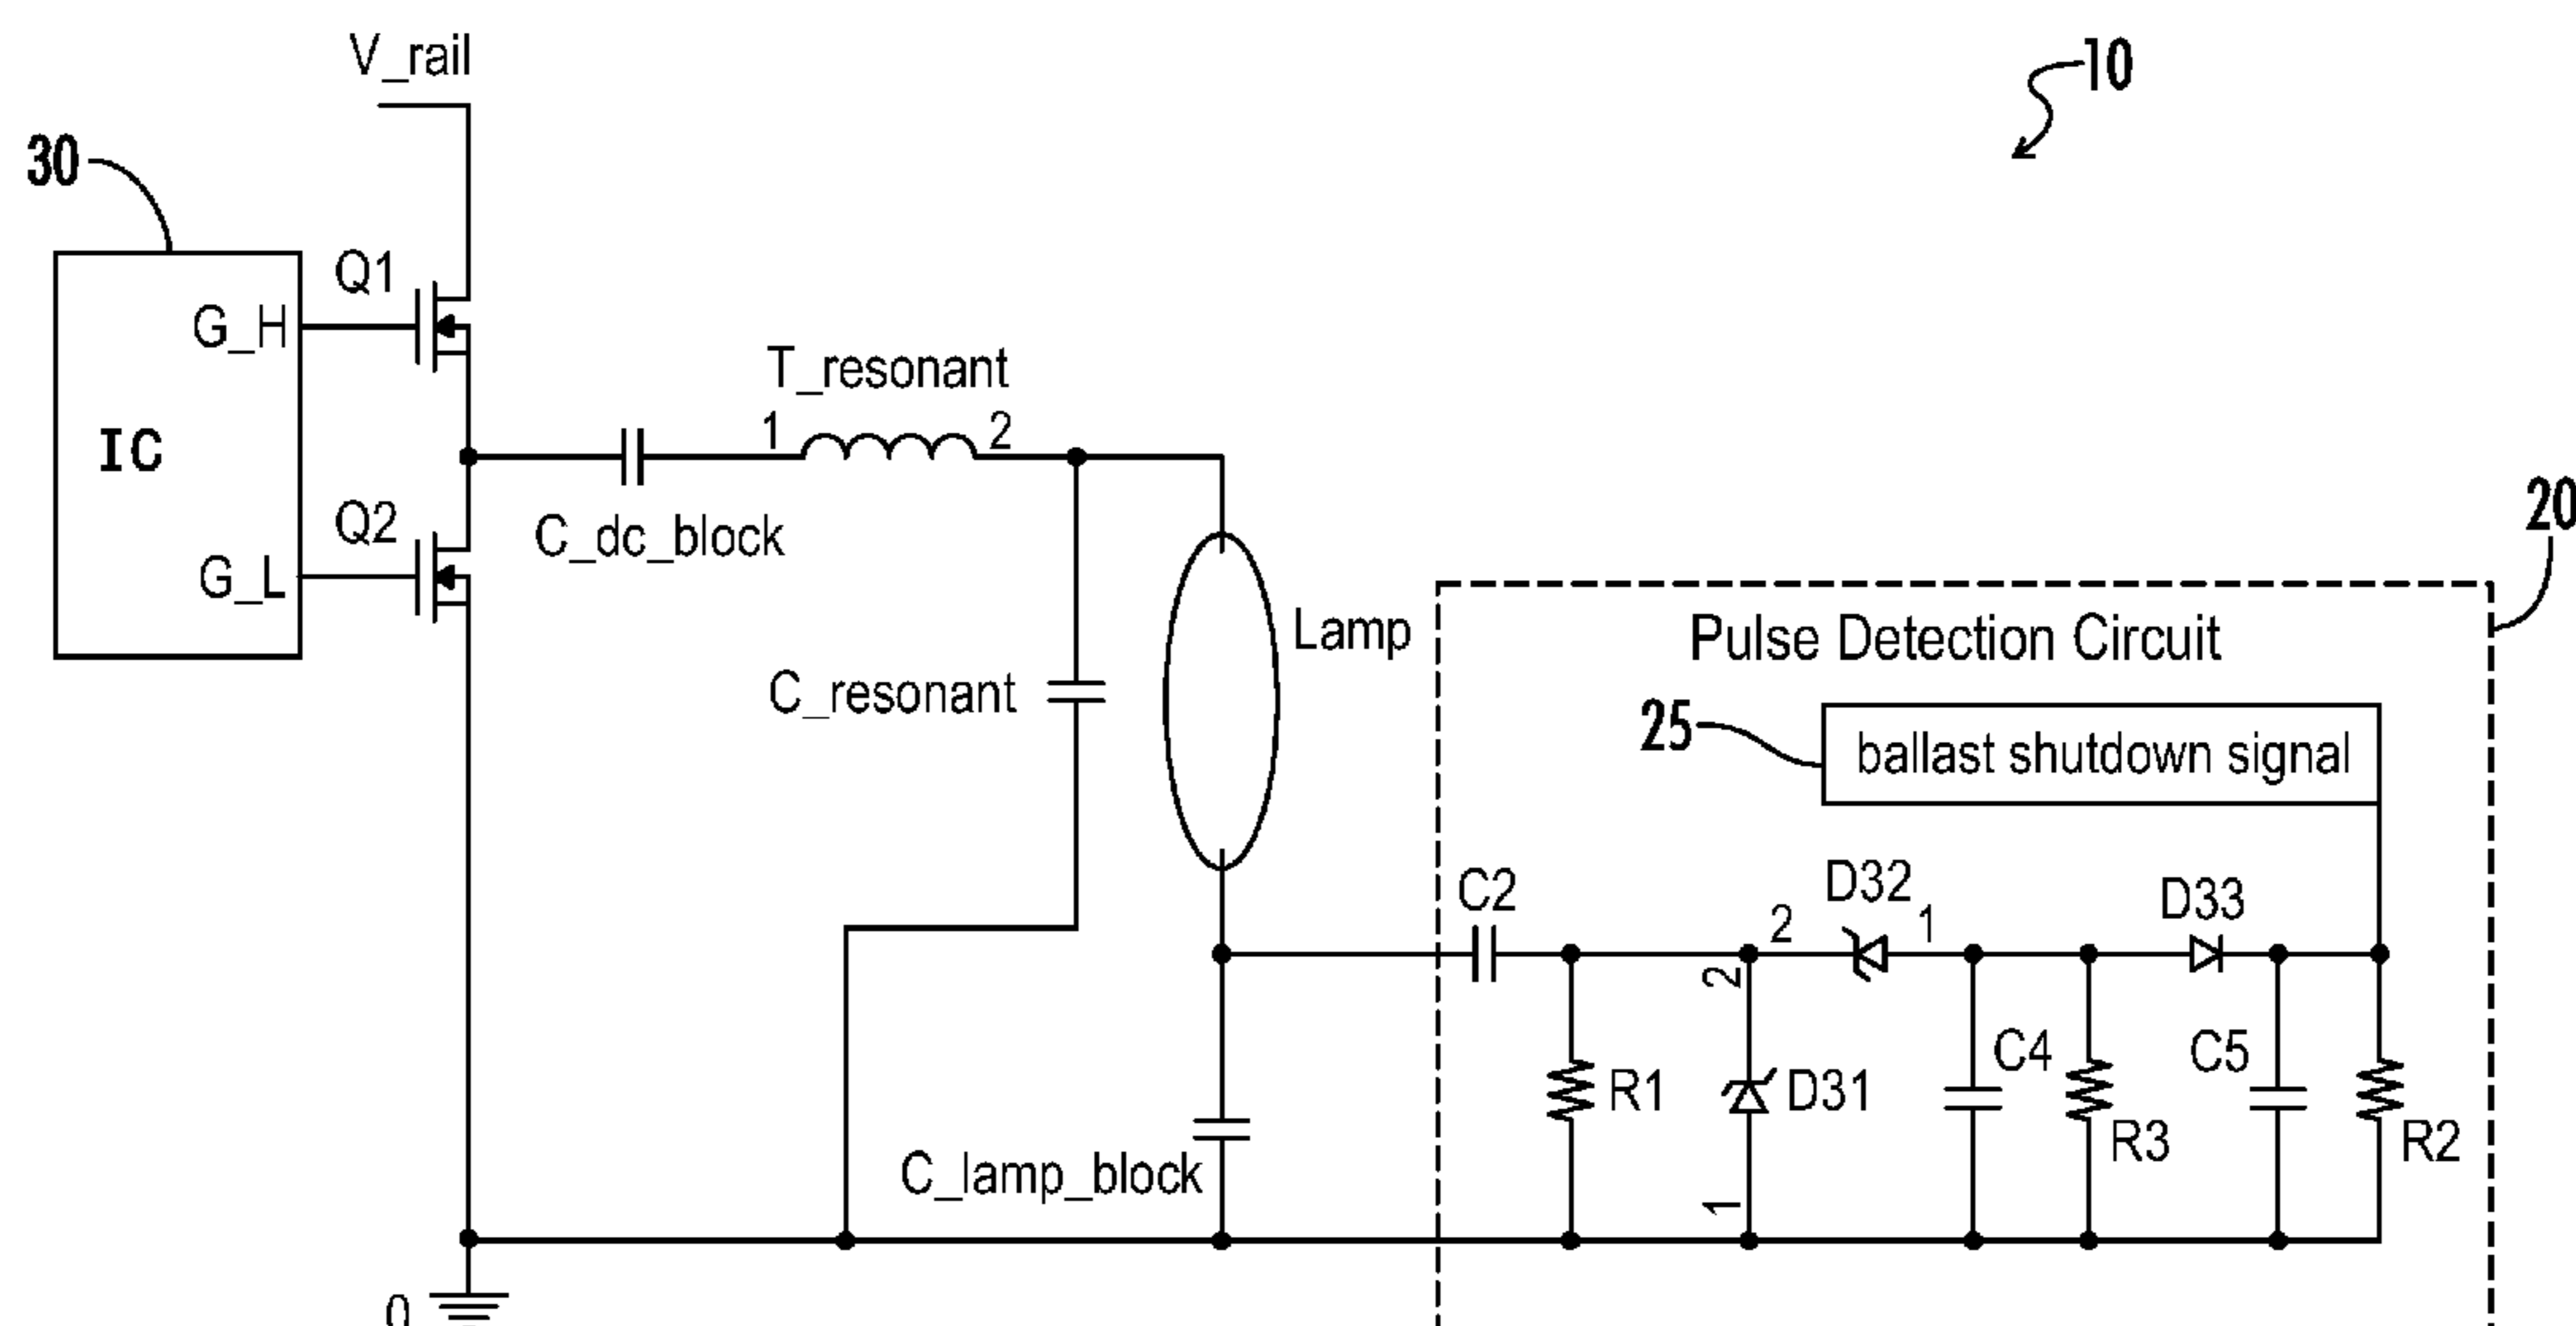 V_rail
10
30
Q1
G_H
T_resonant
1
2
IC
Q2
C_dc_block
20
G_L
Lamp
Pulse Detection Circuit
C_resonant
25
ballast shutdown signal
C2
2
D32
1
D33
2
C4
C5
R1
D31
R3
R2
C_lamp_block
1
0